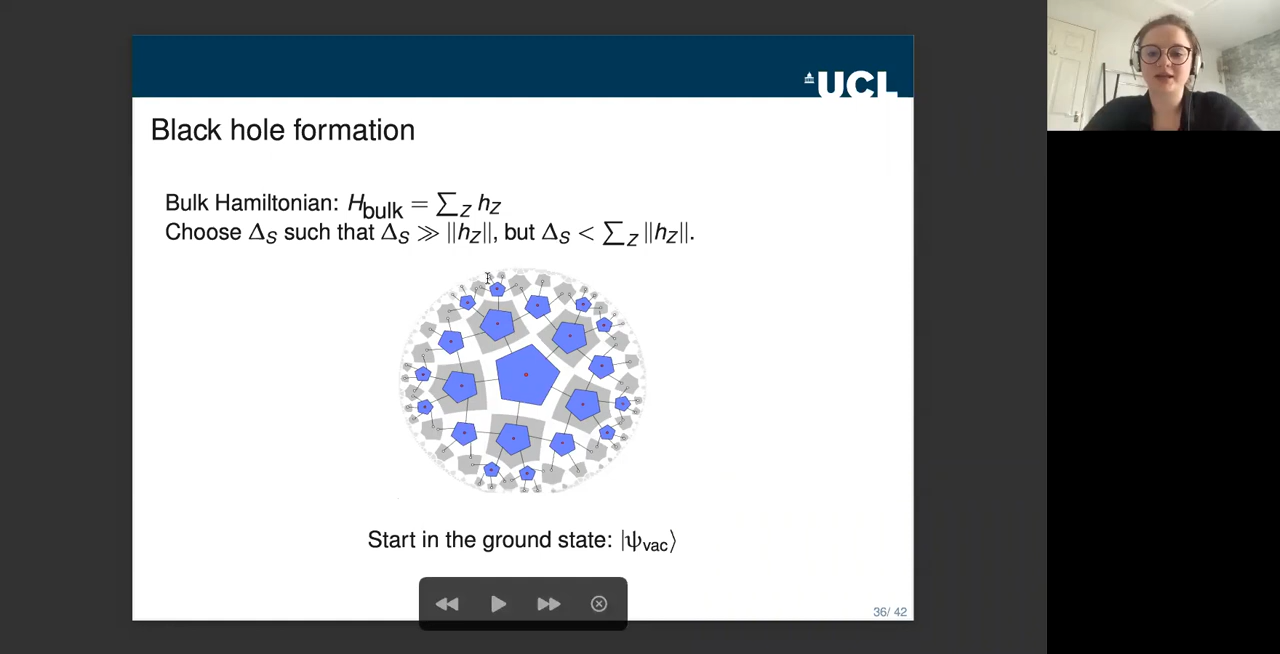 UCL
Black hole formation
Bulk Hamiltonian: H_bulk = ∑_Z h_Z
Choose Δ_S such that Δ_S ≫ ||h_Z||, but Δ_S < ∑_Z ||h_Z||.
Start in the ground state: |ψ_vac⟩
36/ 42